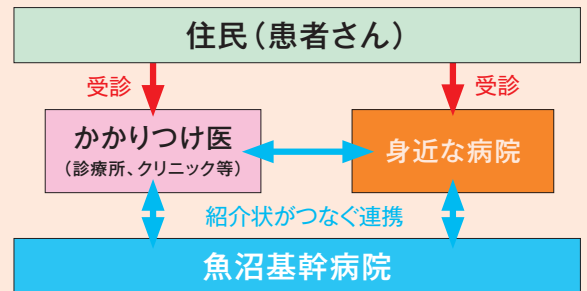 住民（患者さん）
受診
受診
かかりつけ医
（診療所、クリニック等）
身近な病院
紹介状がつなぐ連携
魚沼基幹病院